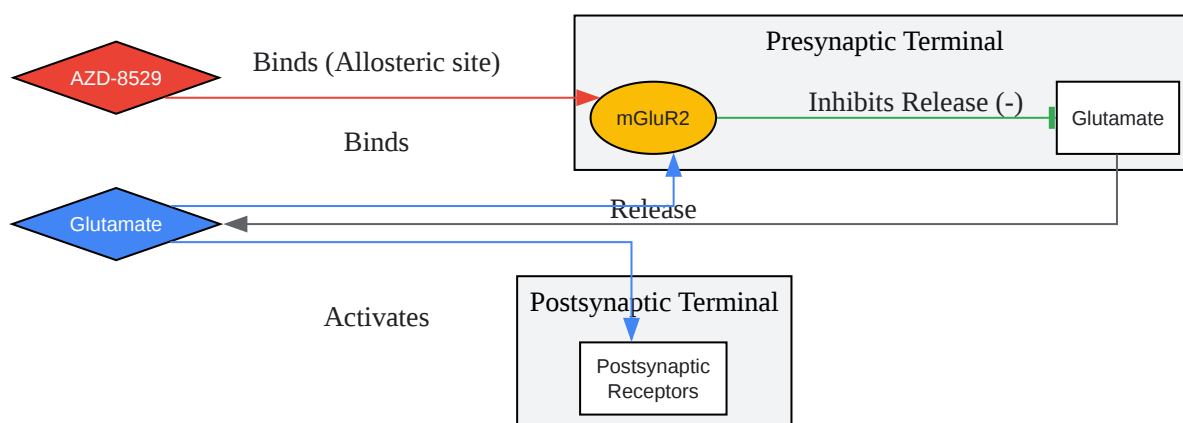 Presynaptic Terminal
AZD-8529
Binds (Allosteric site)
mGluR2
Inhibits Release (-)
Glutamate
Binds
Glutamate
Release
Postsynaptic Terminal
Activates
Postsynaptic
Receptors